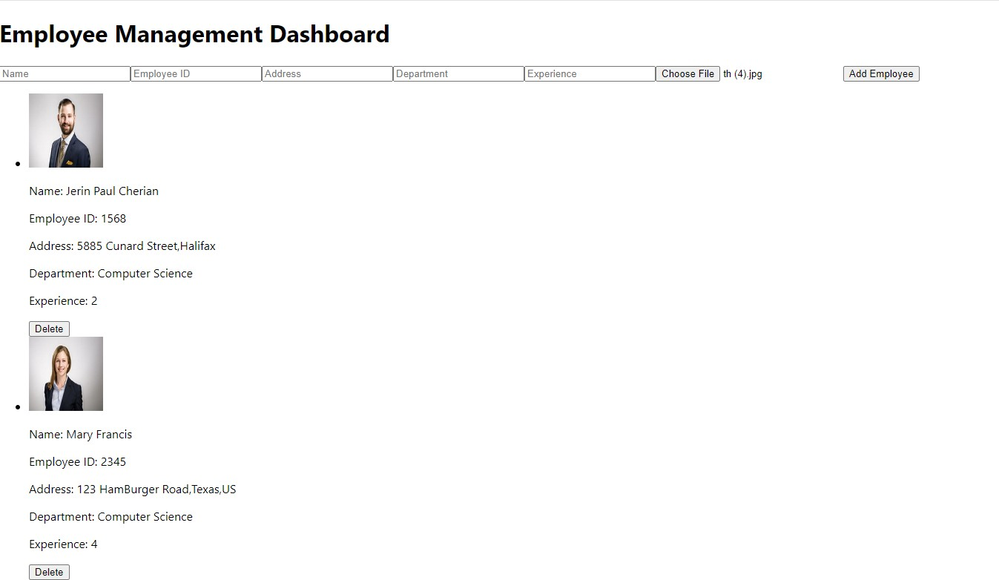 Employee Management Dashboard
Name Employee ID Address Department Experience Choose File th (4).jpg Add Employee
Name: Jerin Paul Cherian
Employee ID: 1568
Address: 5885 Cunard Street,Halifax
Department: Computer Science
Experience: 2
Delete
Name: Mary Francis
Employee ID: 2345
Address: 123 HamBurger Road,Texas,US
Department: Computer Science
Experience: 4
Delete